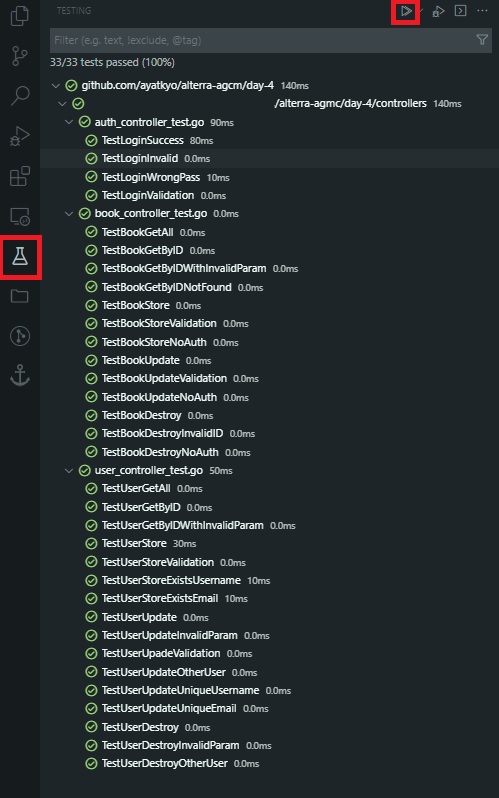 TESTING
Filter (e.g. text, !exclude, @tag)
33/33 tests passed (100%)
github.com/ayatkyo/alterra-agcm/day-4 140ms
/alterra-agmc/day-4/controllers 140ms
auth_controller_test.go 90ms
TestLoginSuccess 80ms
TestLoginInvalid 0.0ms
TestLoginWrongPass 10ms
TestLoginValidation 0.0ms
book_controller_test.go 0.0ms
TestBookGetAll 0.0ms
TestBookGetByID 0.0ms
TestBookGetByIDWithInvalidParam 0.0ms
TestBookGetByIDNotFound 0.0ms
TestBookStore 0.0ms
TestBookStoreValidation 0.0ms
TestBookStoreNoAuth 0.0ms
TestBookUpdate 0.0ms
TestBookUpdateValidation 0.0ms
TestBookUpdateNoAuth 0.0ms
TestBookDestroy 0.0ms
TestBookDestroyInvalidID 0.0ms
TestBookDestroyNoAuth 0.0ms
user_controller_test.go 50ms
TestUserGetAll 0.0ms
TestUserGetByID 0.0ms
TestUserGetByIDWithInvalidParam 0.0ms
TestUserStore 30ms
TestUserStoreValidation 0.0ms
TestUserStoreExistsUsername 10ms
TestUserStoreExistsEmail 10ms
TestUserUpdate 0.0ms
TestUserUpdateInvalidParam 0.0ms
TestUserUpadeValidation 0.0ms
TestUserUpdateOtherUser 0.0ms
TestUserUpdateUniqueUsername 0.0ms
TestUserUpdateUniqueEmail 0.0ms
TestUserDestroy 0.0ms
TestUserDestroyInvalidParam 0.0ms
TestUserDestroyOtherUser 0.0ms